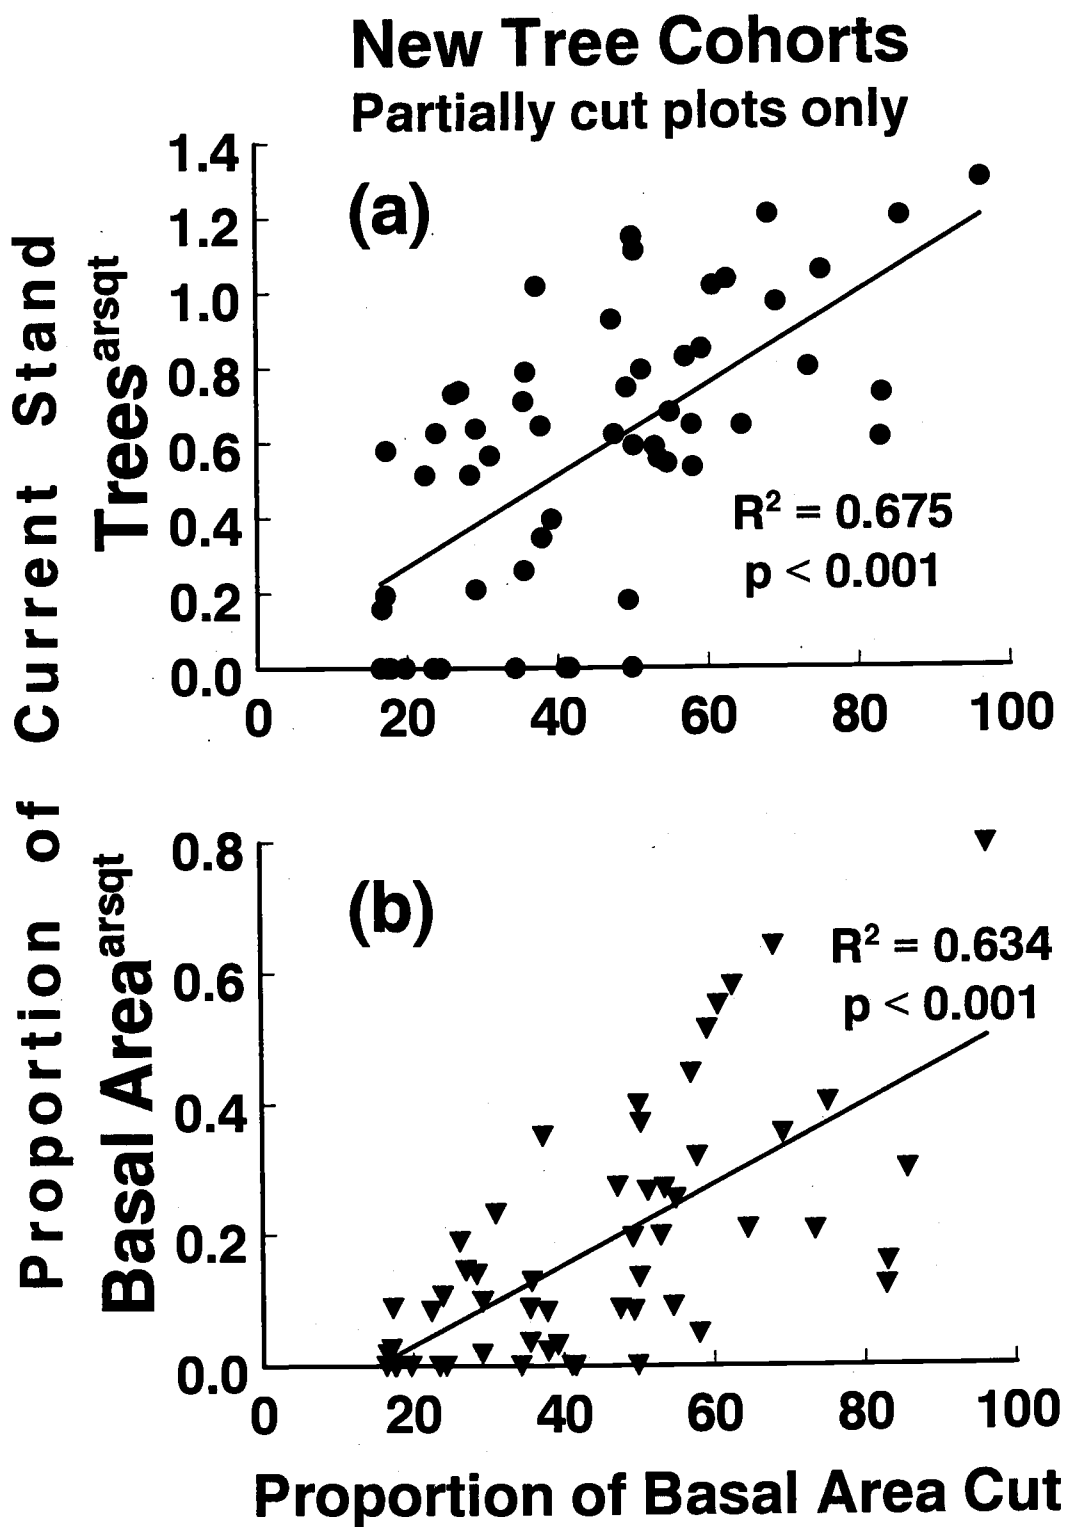 New Tree Cohorts
Partially cut plots only
Proportion of Current Stand
Trees^arsqt
1.4
1.2
1.0
0.8
0.6
0.4
0.2
0.0
(a)
R² = 0.675
p < 0.001
0 20 40 60 80 100
Basal Area^arsqt
0.8
0.6
0.4
0.2
0.0
(b)
R² = 0.634
p < 0.001
0 20 40 60 80 100
Proportion of Basal Area Cut